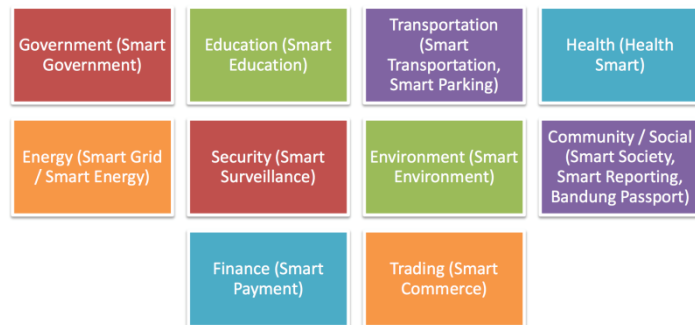 Government (Smart
Government)
Education (Smart
Education)
Transportation
(Smart
Transportation,
Smart Parking)
Health (Health
Smart)
Energy (Smart Grid
/ Smart Energy)
Security (Smart
Surveillance)
Environment (Smart
Environment)
Community / Social
(Smart Society,
Smart Reporting,
Bandung Passport)
Finance (Smart
Payment)
Trading (Smart
Commerce)